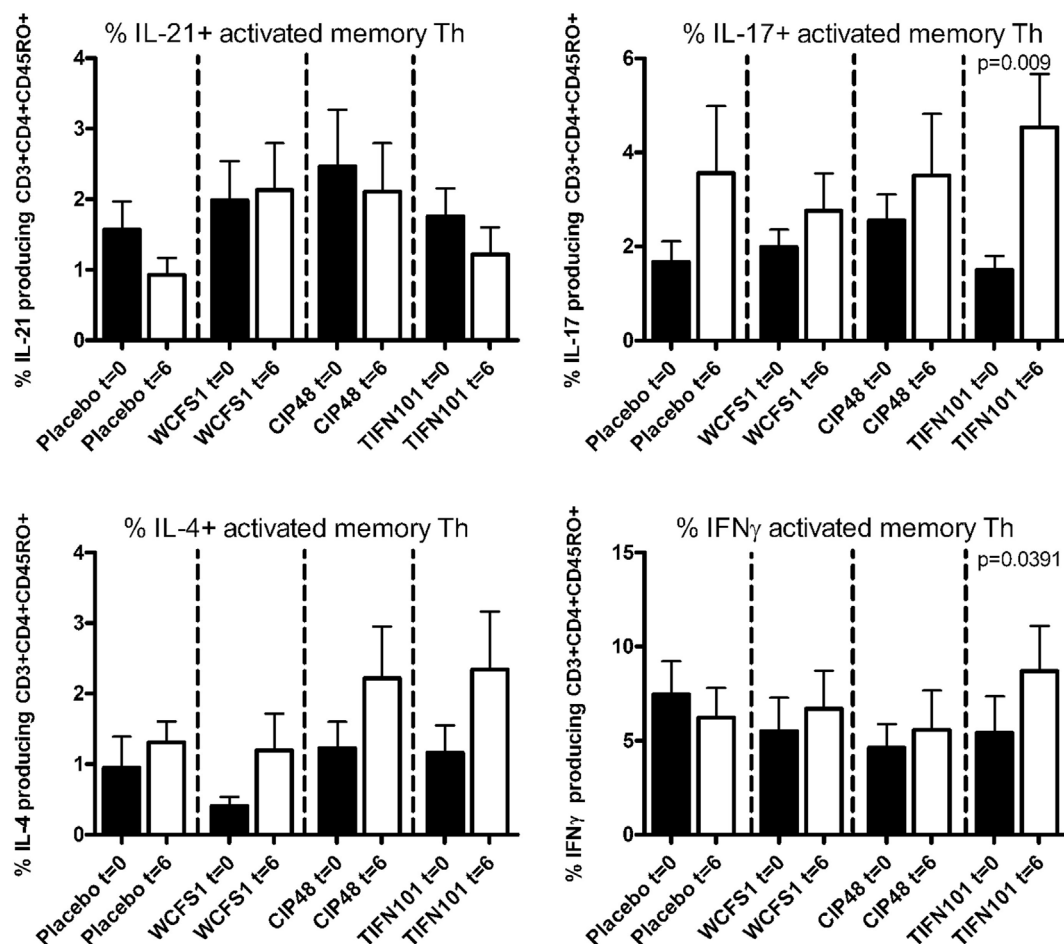 % IL-21+ activated memory Th
% IL-21 producing CD3+CD4+CD45RO+
4
3
2
1
0
Placebo t=0
Placebo t=6
WCFS1 t=0
WCFS1 t=6
CIP48 t=0
CIP48 t=6
TIFN101 t=0
TIFN101 t=6
% IL-17+ activated memory Th
p=0.009
% IL-17 producing CD3+CD4+CD45RO+
6
4
2
0
Placebo t=0
Placebo t=6
WCFS1 t=0
WCFS1 t=6
CIP48 t=0
CIP48 t=6
TIFN101 t=0
TIFN101 t=6
% IL-4+ activated memory Th
% IL-4 producing CD3+CD4+CD45RO+
4
3
2
1
0
Placebo t=0
Placebo t=6
WCFS1 t=0
WCFS1 t=6
CIP48 t=0
CIP48 t=6
TIFN101 t=0
TIFN101 t=6
% IFNγ activated memory Th
p=0.0391
% IFNγ producing CD3+CD4+CD45RO+
15
10
5
0
Placebo t=0
Placebo t=6
WCFS1 t=0
WCFS1 t=6
CIP48 t=0
CIP48 t=6
TIFN101 t=0
TIFN101 t=6